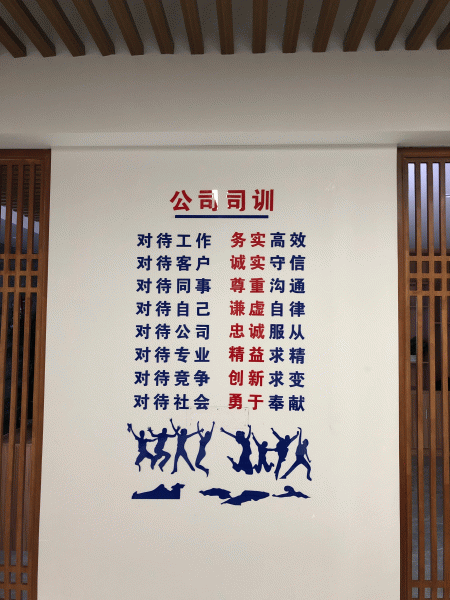 公司司训
对待工作 务实高效
对待客户 诚实守信
对待同事 尊重沟通
对待自己 谦虚自律
对待公司 忠诚服从
对待专业 精益求精
对待竞争 创新求变
对待社会 勇于奉献